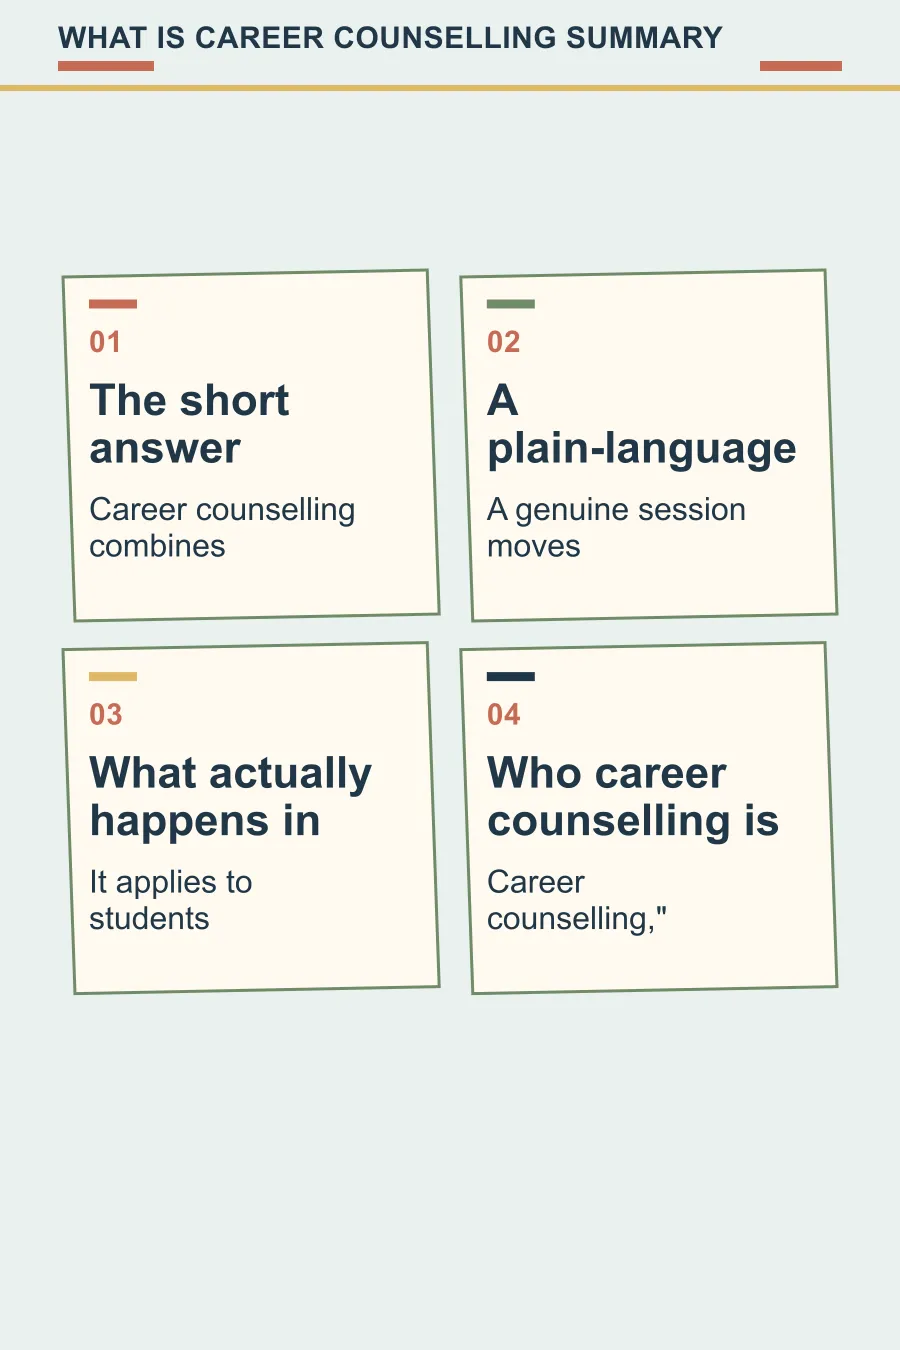 WHAT IS CAREER COUNSELLING SUMMARY
01
The short
answer
Career counselling
combines
02
A
plain-language
A genuine session
moves
03
What actually
happens in
It applies to
students
04
Who career
counselling is
Career
counselling,"